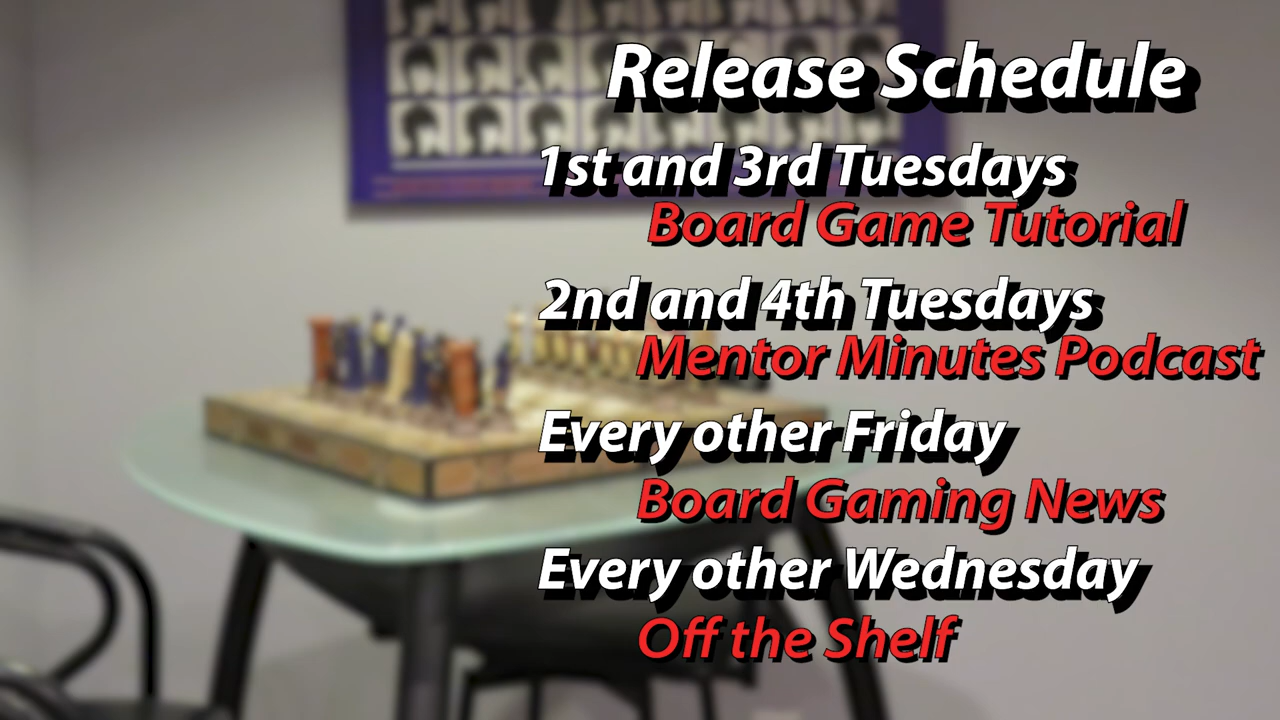 Release Schedule
1st and 3rd Tuesdays
Board Game Tutorial
2nd and 4th Tuesdays
Mentor Minutes Podcast
Every other Friday
Board Gaming News
Every other Wednesday
Off the Shelf